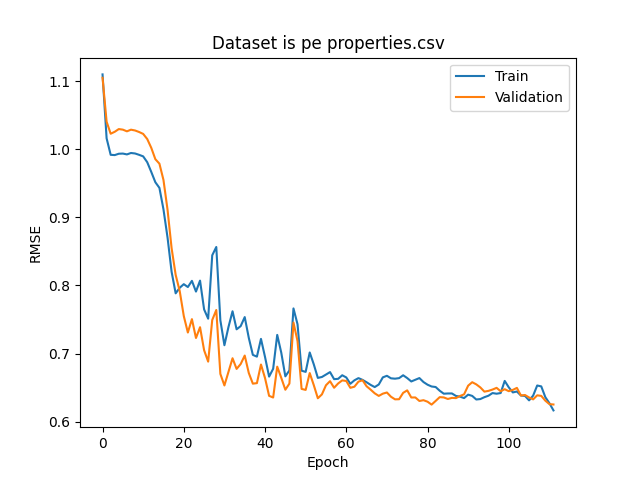 Dataset is pe properties.csv
Train
Validation
RMSE
1.1
1.0
0.9
0.8
0.7
0.6
0
20
40
60
80
100
Epoch